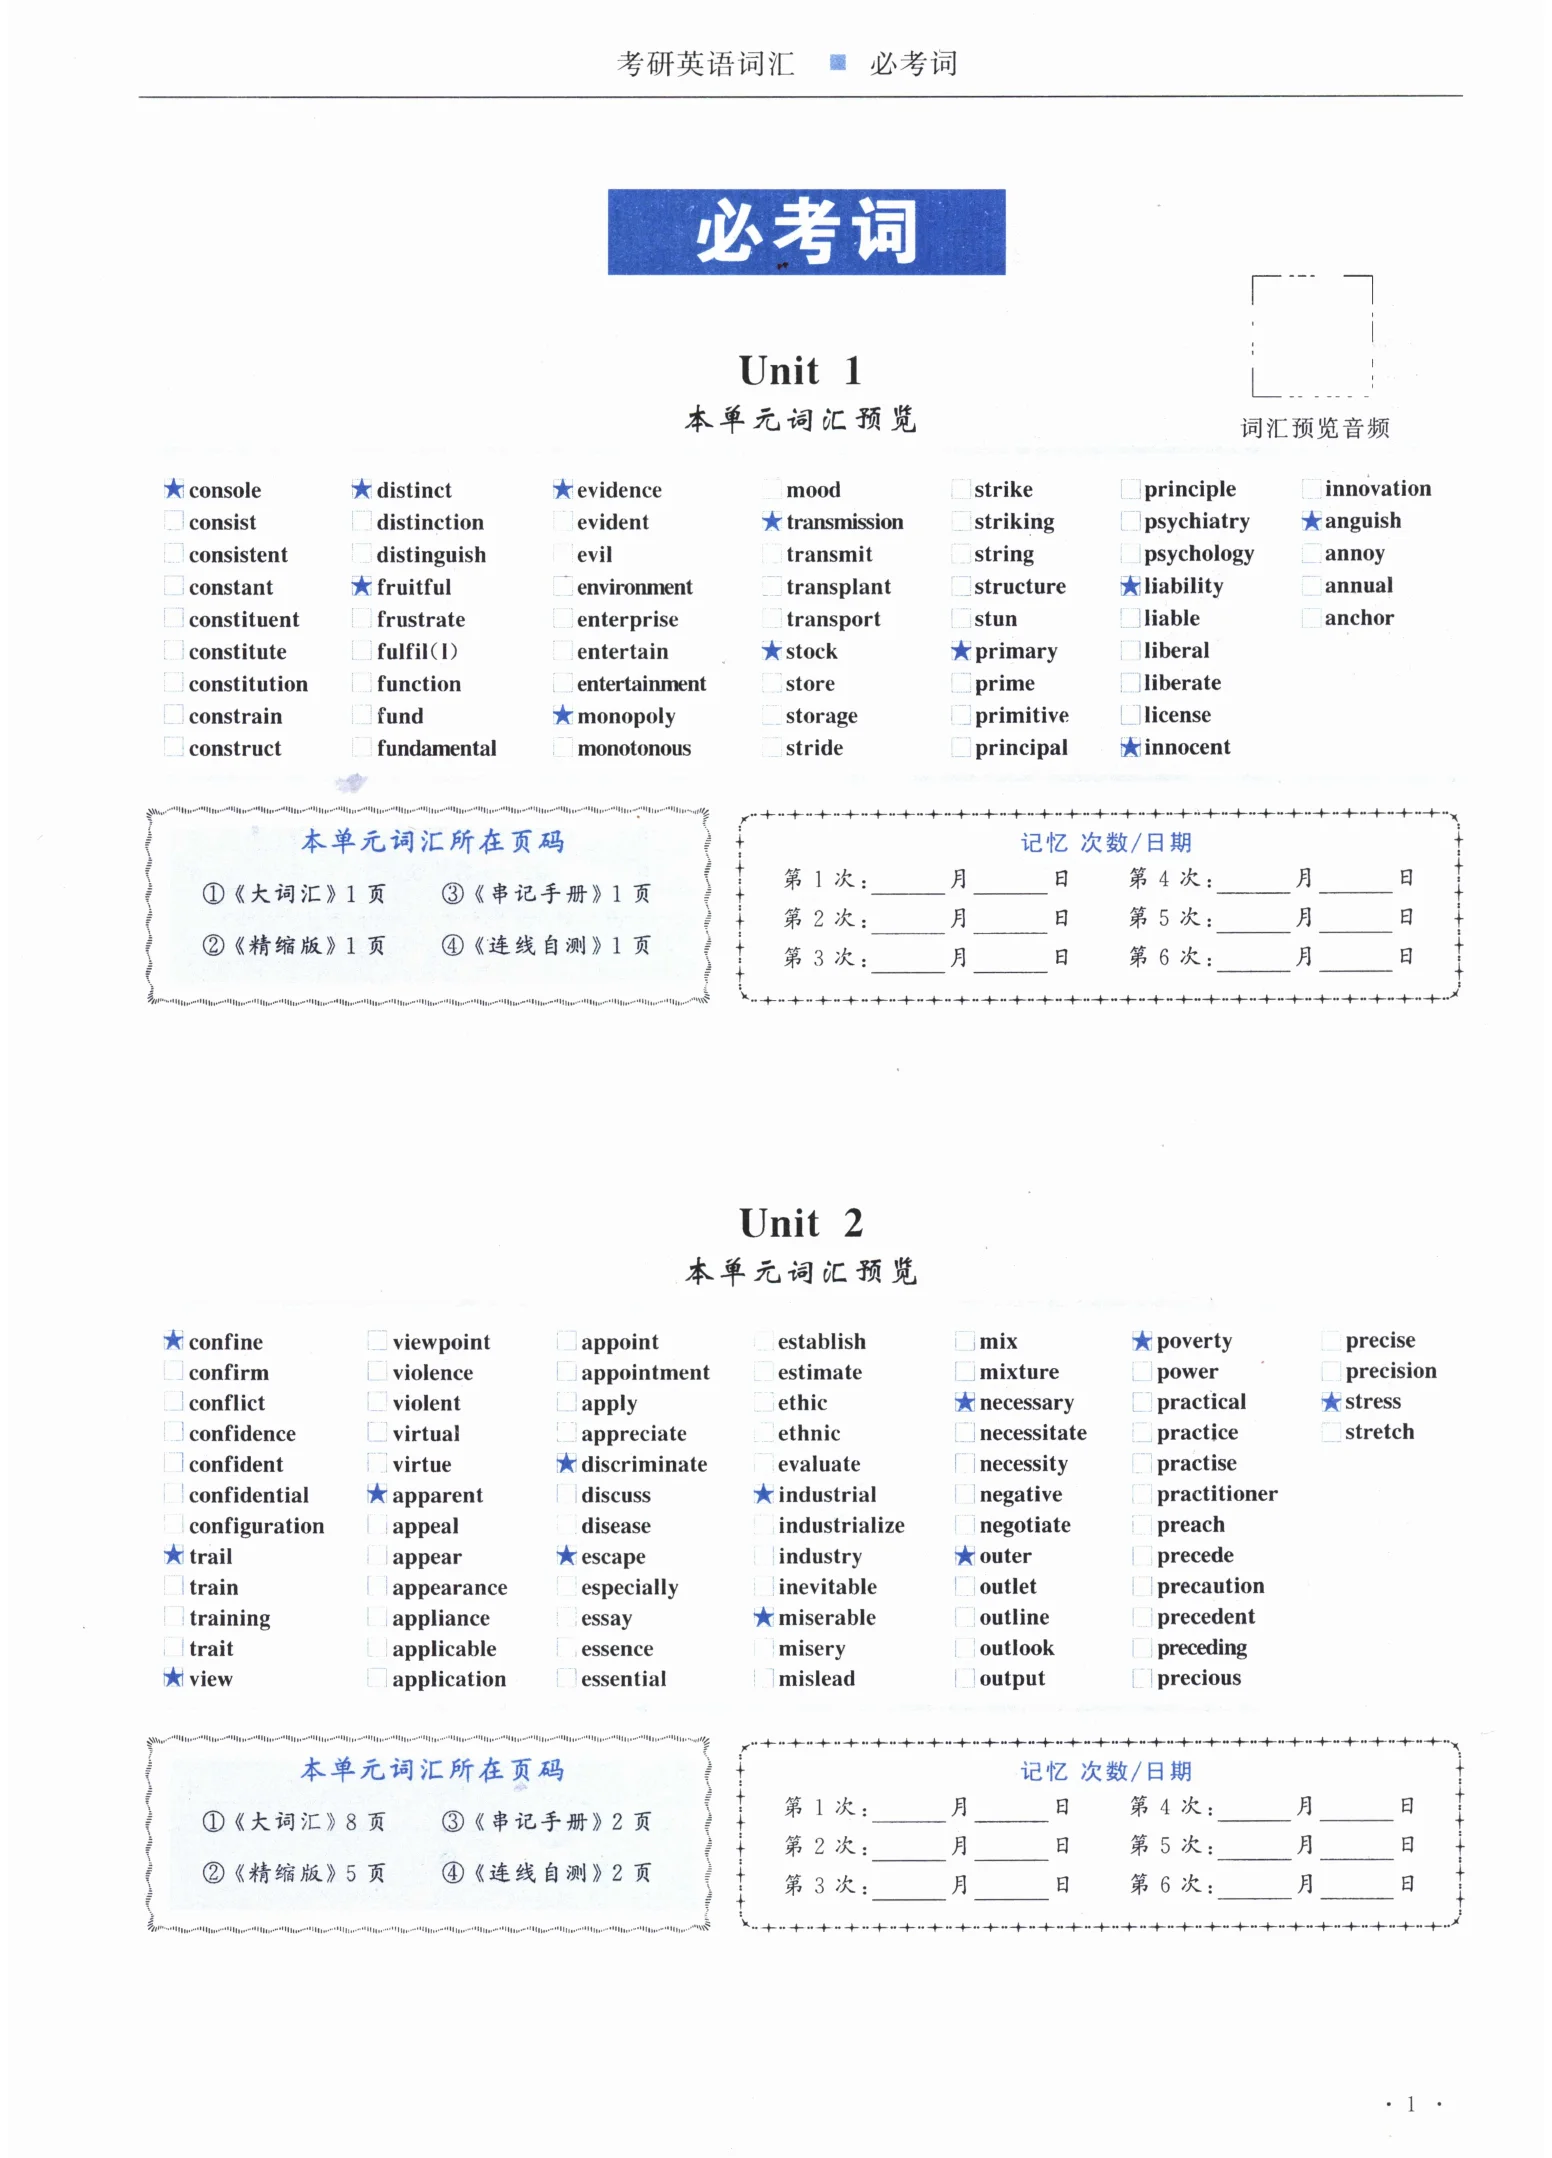 考研英语词汇 ■ 必考词
必考词
Unit 1
本单元词汇预览
词汇预览音频
★console ★distinct ★evidence mood strike principle innovation
consist distinction evident ★transmission striking psychiatry ★anguish
consistent distinguish evil transmit string psychology annoy
constant ★fruitful environment transplant structure ★liability annual
constituent frustrate enterprise transport stun liable anchor
constitute fulfil(l) entertain ★stock ★primary liberal
constitution function entertainment store prime liberate
constrain fund ★monopoly storage primitive license
construct fundamental monotonous stride principal ★innocent
本单元词汇所在页码
①《大词汇》1 页 ③《串记手册》1 页
②《精缩版》1 页 ④《连线自测》1 页
记忆 次数/日期
第 1 次:______月______日 第 4 次:______月______日
第 2 次:______月______日 第 5 次:______月______日
第 3 次:______月______日 第 6 次:______月______日
Unit 2
本单元词汇预览
★confine viewpoint appoint establish mix ★poverty precise
confirm violence appointment estimate mixture power precision
conflict violent apply ethic ★necessary practical ★stress
confidence virtual appreciate ethnic necessitate practice stretch
confident virtue ★discriminate evaluate necessity practise
confidential ★apparent discuss ★industrial negative practitioner
configuration appeal disease industrialize negotiate preach
★trail appear ★escape industry ★outer precede
train appearance especially inevitable outlet precaution
training appliance essay ★miserable outline precedent
trait applicable essence misery outlook preceding
★view application essential mislead output precious
本单元词汇所在页码
①《大词汇》8 页 ③《串记手册》2 页
②《精缩版》5 页 ④《连线自测》2 页
记忆 次数/日期
第 1 次:______月______日 第 4 次:______月______日
第 2 次:______月______日 第 5 次:______月______日
第 3 次:______月______日 第 6 次:______月______日
· 1 ·